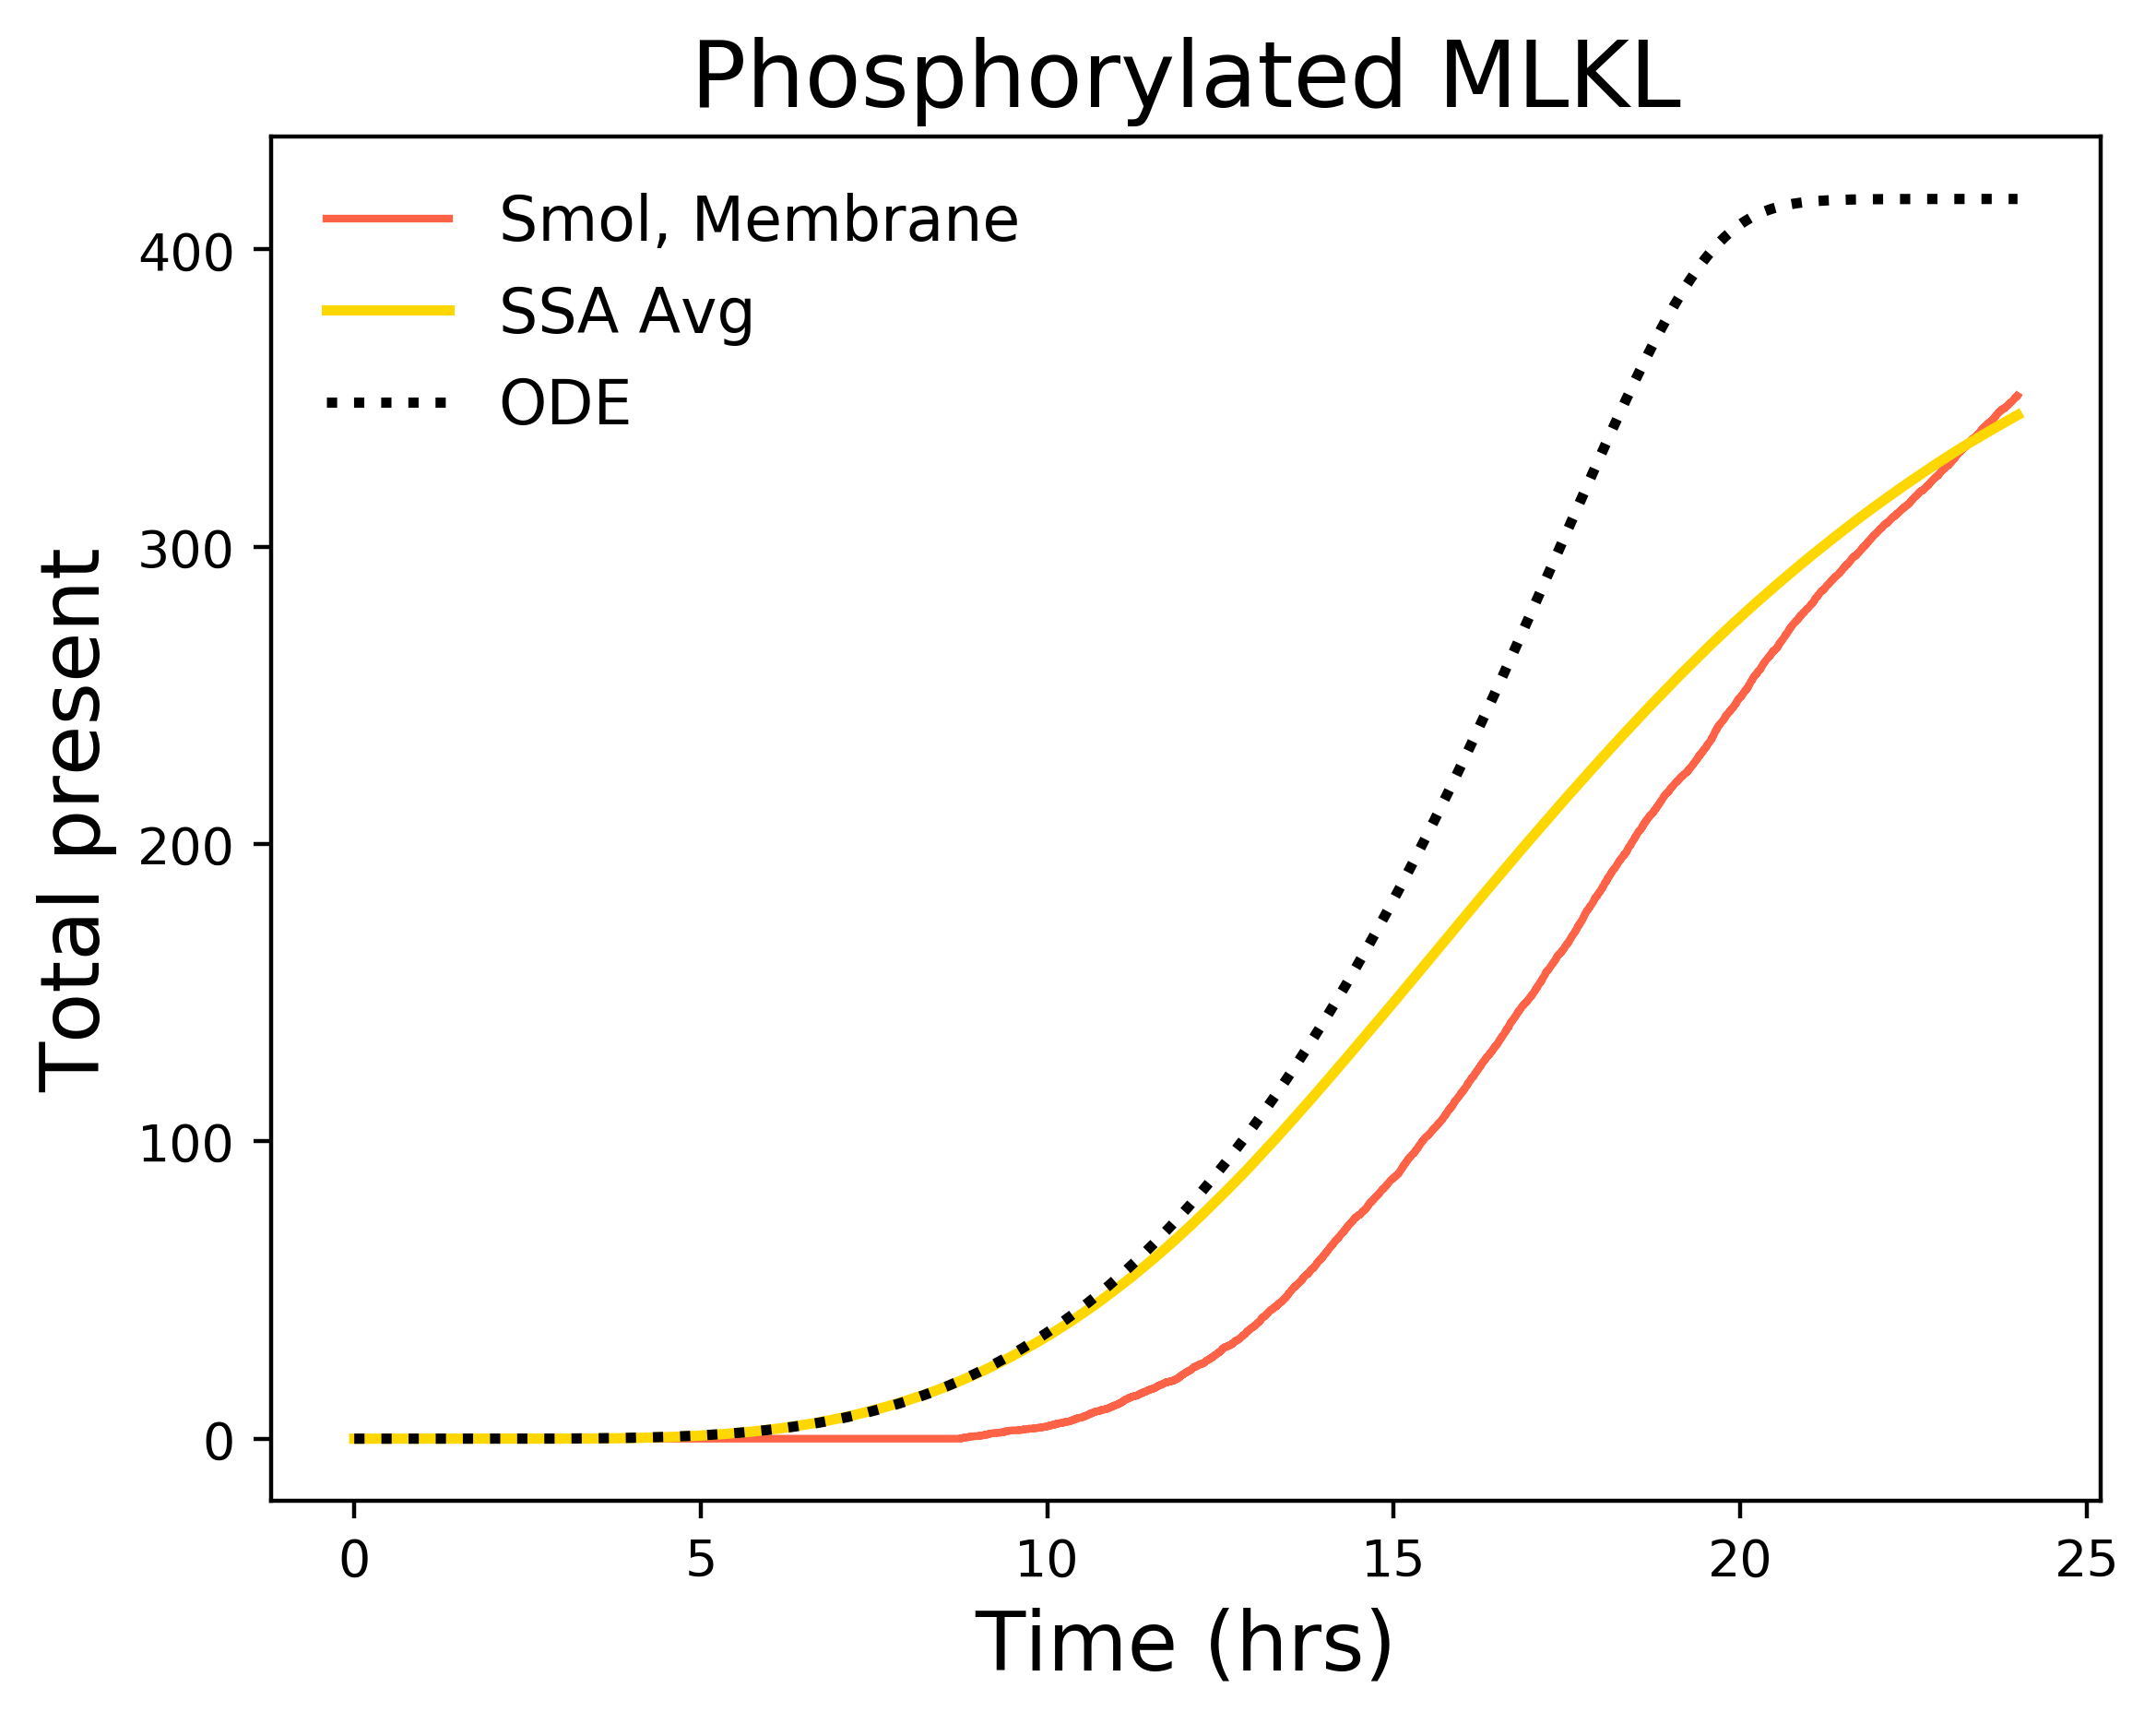 Phosphorylated MLKL
Smol, Membrane
SSA Avg
ODE
Total present
400
300
200
100
0
0 5 10 15 20 25
Time (hrs)